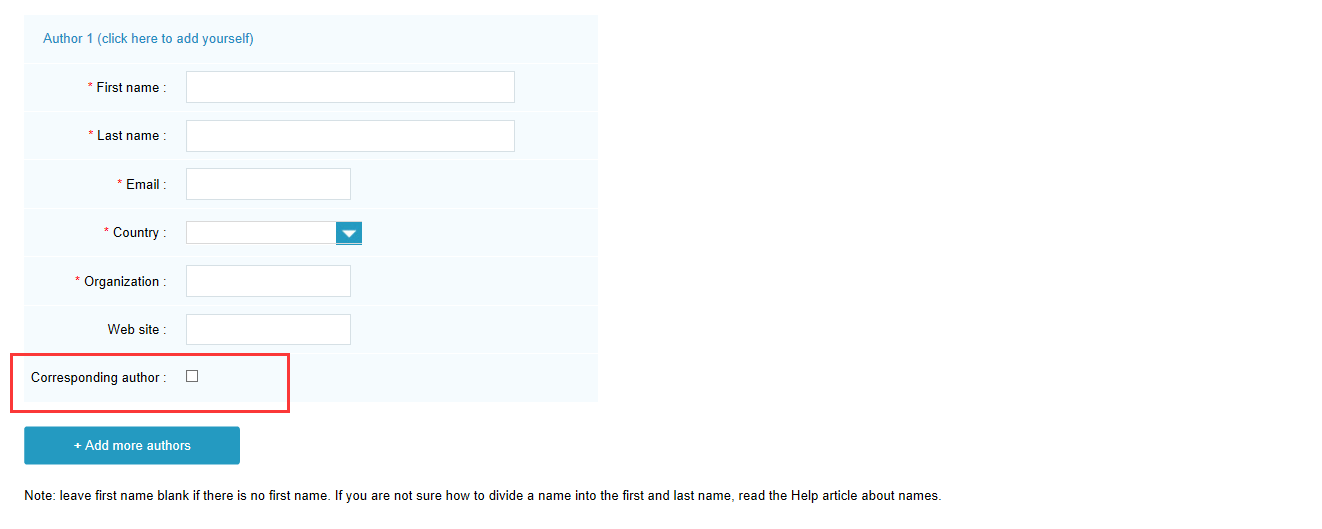 Author 1 (click here to add yourself)
* First name :
* Last name :
* Email :
* Country :
* Organization :
Web site :
Corresponding author :
+ Add more authors
Note: leave first name blank if there is no first name. If you are not sure how to divide a name into the first and last name, read the Help article about names.